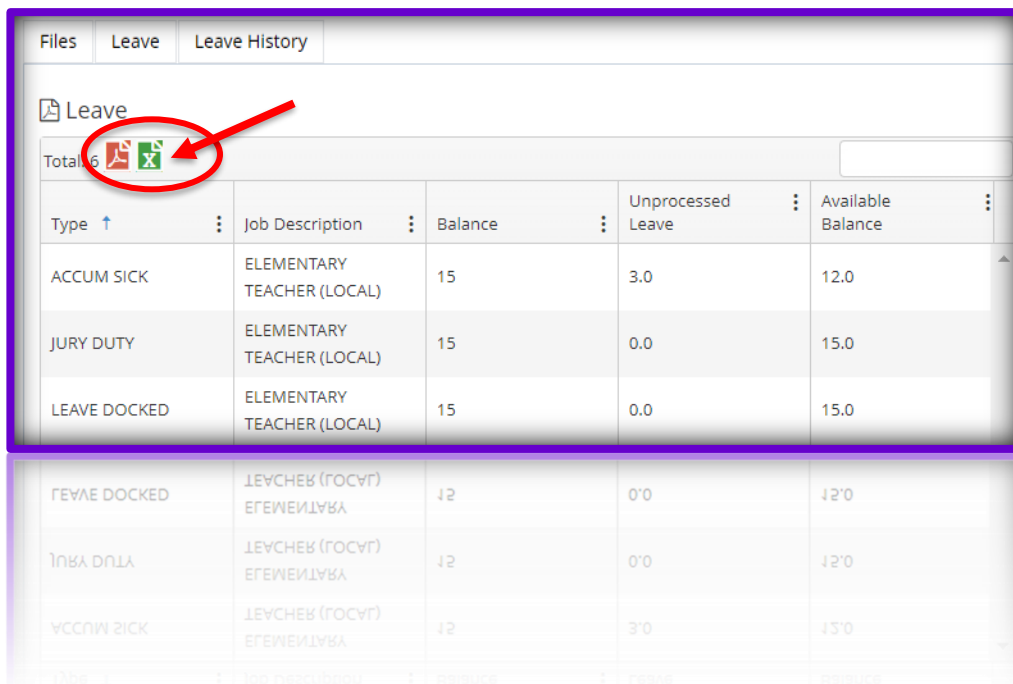 Files Leave Leave History
Leave
Total: 6
Type Job Description Balance Unprocessed Leave Available Balance
ACCUM SICK ELEMENTARY TEACHER (LOCAL) 15 3.0 12.0
JURY DUTY ELEMENTARY TEACHER (LOCAL) 15 0.0 15.0
LEAVE DOCKED ELEMENTARY TEACHER (LOCAL) 15 0.0 15.0